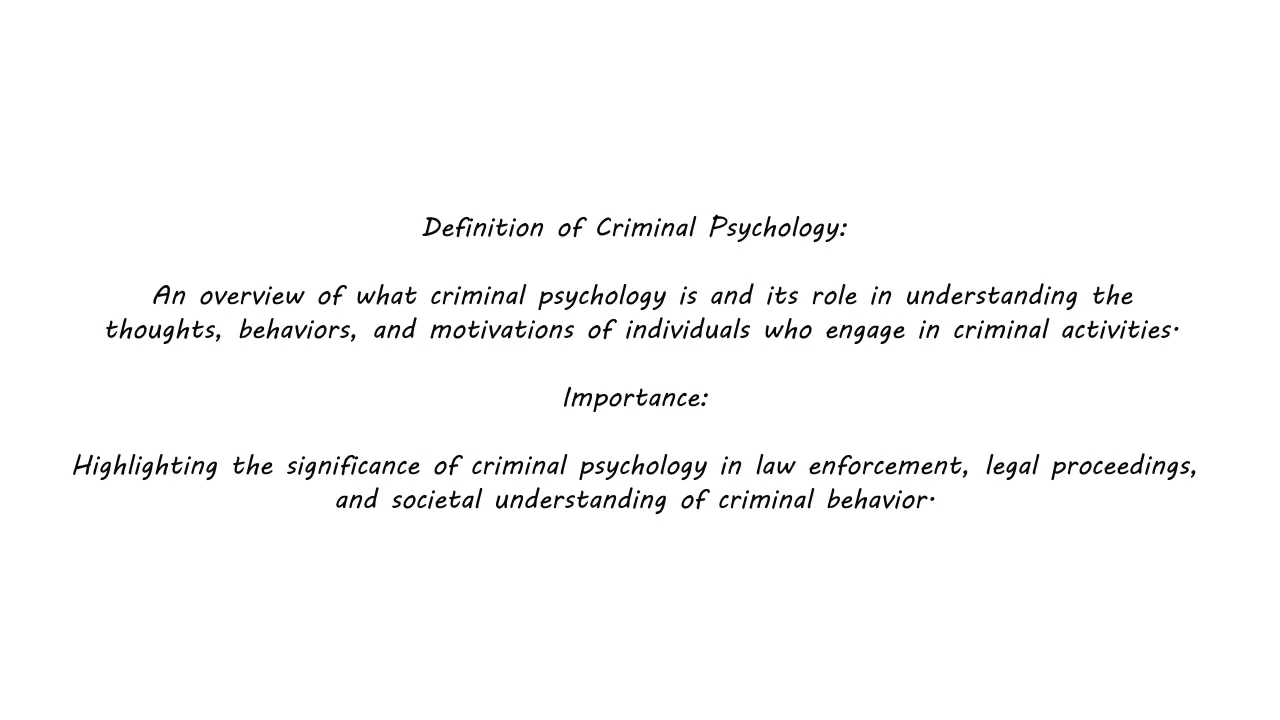 Definition of Criminal Psychology:
An overview of what criminal psychology is and its role in understanding the
thoughts, behaviors, and motivations of individuals who engage in criminal activities.
Importance:
Highlighting the significance of criminal psychology in law enforcement, legal proceedings,
and societal understanding of criminal behavior.